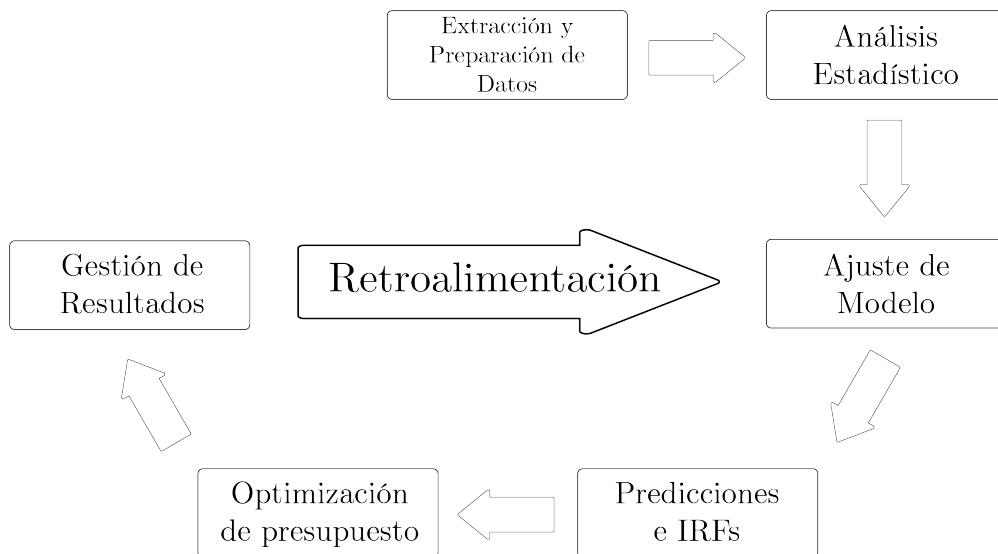 Extracción y
Preparación de
Datos
Análisis
Estadístico
Gestión de
Resultados
Retroalimentación
Ajuste de
Modelo
Optimización
de presupuesto
Predicciones
e IRFs